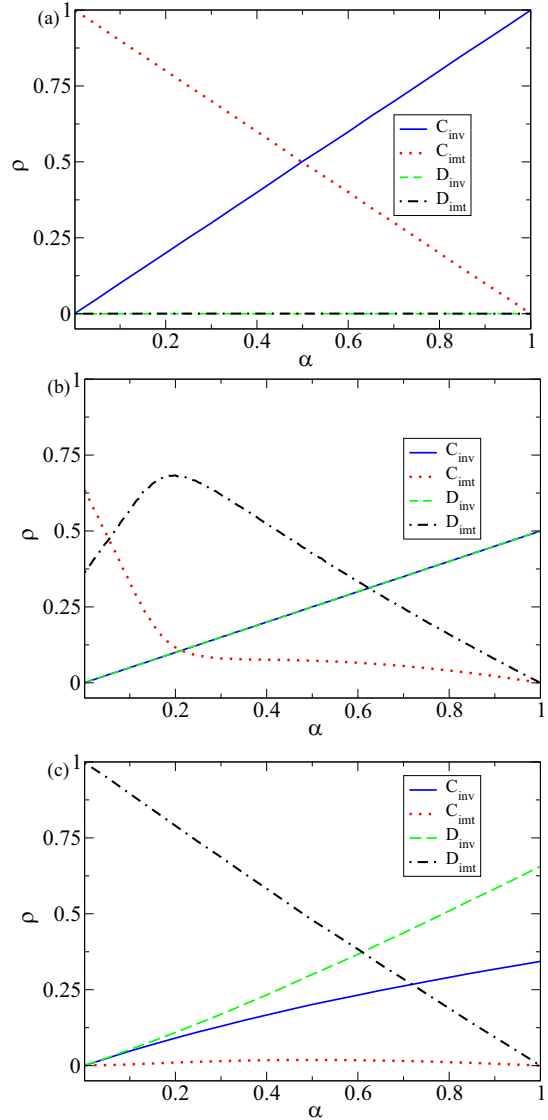 (a)
1
0.75
0.5
0.25
0
ρ
C_inv
C_imt
D_inv
D_imt
0.2 0.4 0.6 0.8 1
α
(b)
1
0.75
0.5
0.25
0
ρ
C_inv
C_imt
D_inv
D_imt
0.2 0.4 0.6 0.8 1
α
(c)
1
0.75
0.5
0.25
0
ρ
C_inv
C_imt
D_inv
D_imt
0.2 0.4 0.6 0.8 1
α